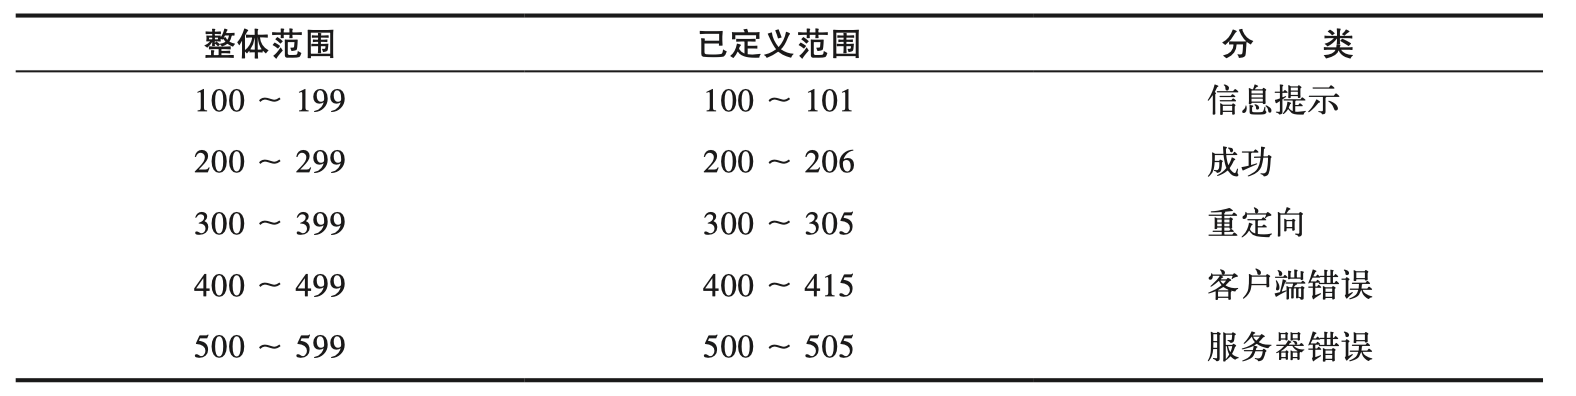 整体范围 已定义范围 分 类
100 ~ 199 100 ~ 101 信息提示
200 ~ 299 200 ~ 206 成功
300 ~ 399 300 ~ 305 重定向
400 ~ 499 400 ~ 415 客户端错误
500 ~ 599 500 ~ 505 服务器错误